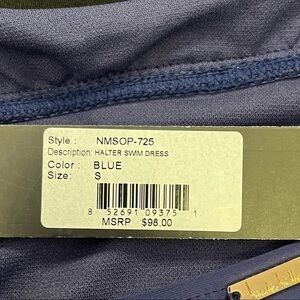 Style : NMSOP-725
Description: HALTER SWIM DRESS
Color : BLUE
Size: S
8 52691 09375 1
MSRP $98.00